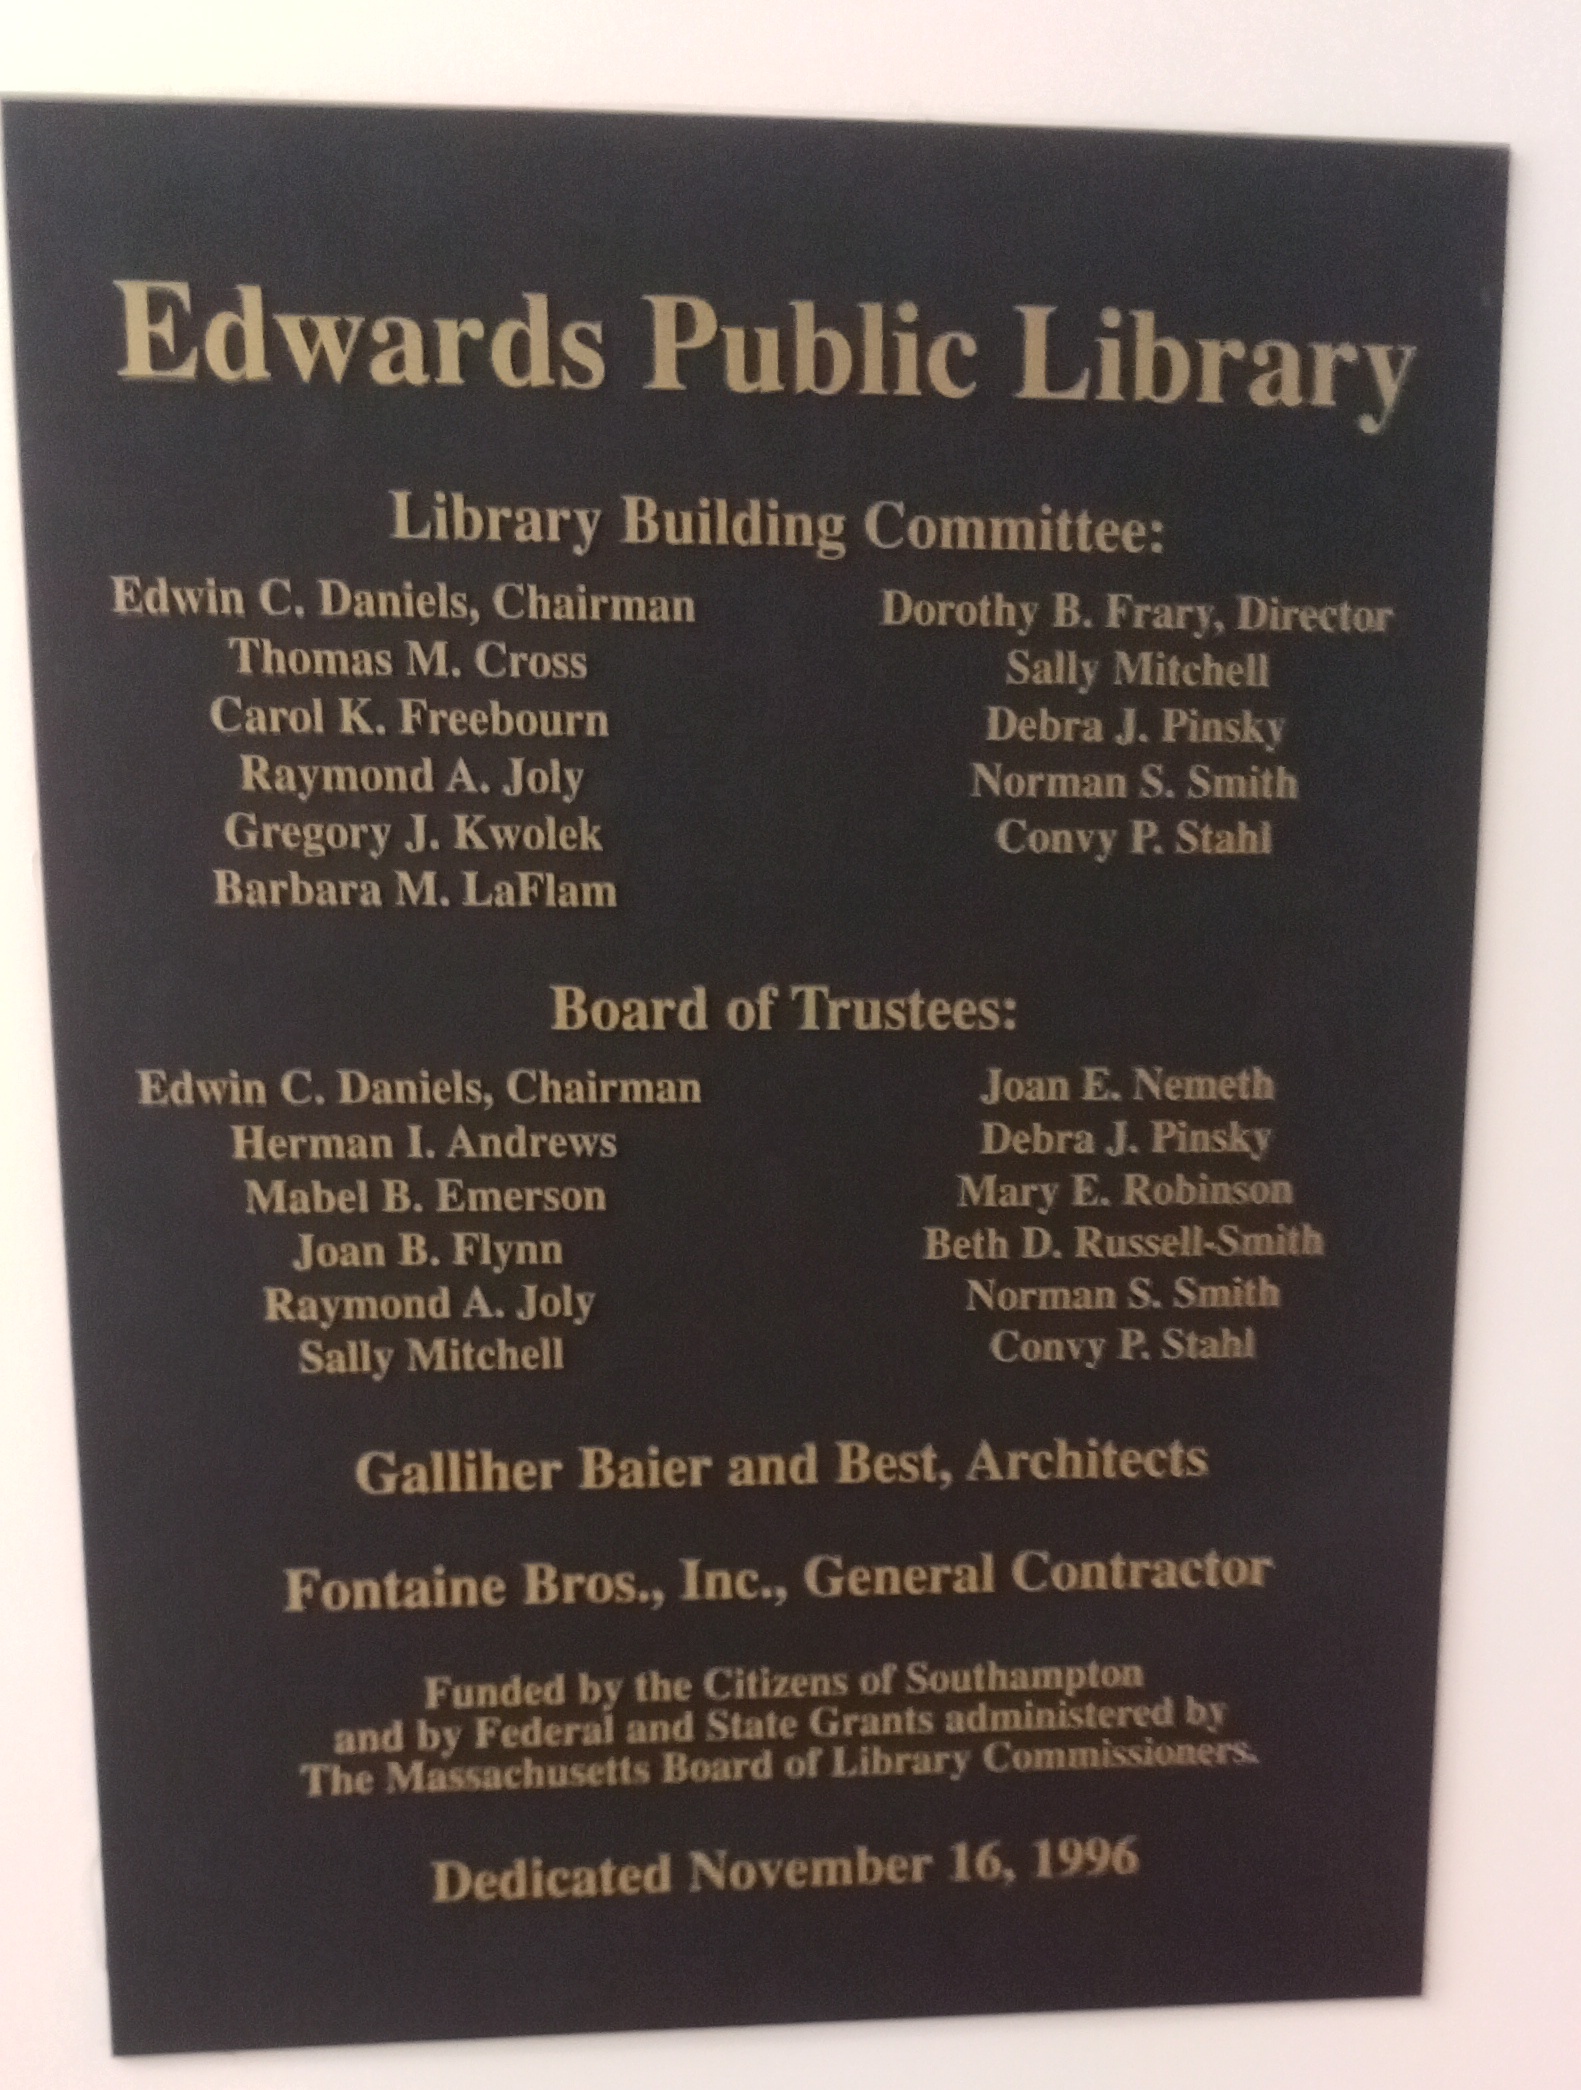 Edwards Public Library
Library Building Committee:
Edwin C. Daniels, Chairman
Thomas M. Cross
Carol K. Freebourn
Raymond A. Joly
Gregory J. Kwolek
Barbara M. LaFlam
Dorothy B. Frary, Director
Sally Mitchell
Debra J. Pinsky
Norman S. Smith
Convy P. Stahl
Board of Trustees:
Edwin C. Daniels, Chairman
Herman I. Andrews
Mabel B. Emerson
Joan B. Flynn
Raymond A. Joly
Sally Mitchell
Joan E. Nemeth
Debra J. Pinsky
Mary E. Robinson
Beth D. Russell-Smith
Norman S. Smith
Convy P. Stahl
Galliher Baier and Best, Architects
Fontaine Bros., Inc., General Contractor
Funded by the Citizens of Southampton
and by Federal and State Grants administered by
The Massachusetts Board of Library Commissioners.
Dedicated November 16, 1996